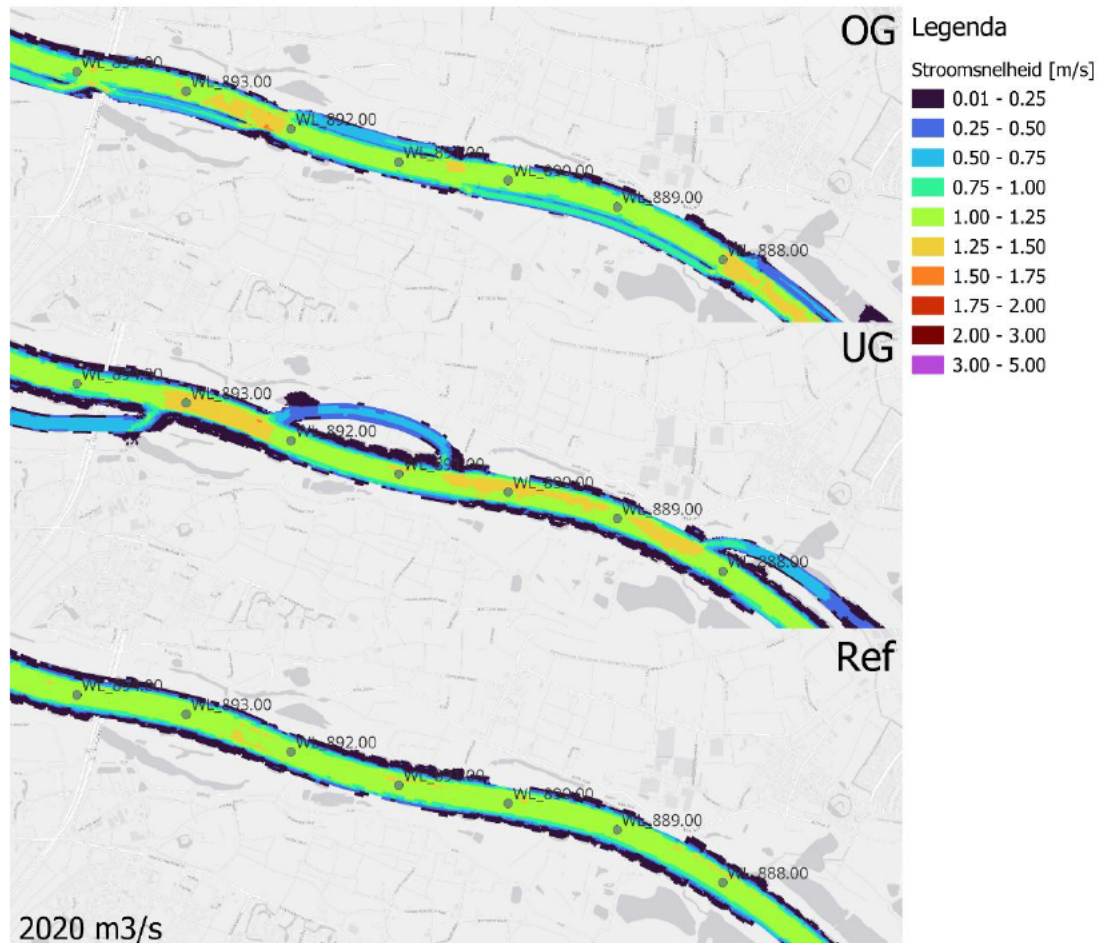 OG
WL_893.00
WL_892.00
WL_889.00
WL_888.00
Legenda
Stroomsnelheid [m/s]
0.01 - 0.25
0.25 - 0.50
0.50 - 0.75
0.75 - 1.00
1.00 - 1.25
1.25 - 1.50
1.50 - 1.75
1.75 - 2.00
2.00 - 3.00
3.00 - 5.00
UG
WL_893.00
WL_892.00
WL_889.00
WL_888.00
Ref
WL_893.00
WL_892.00
WL_889.00
WL_888.00
2020 m3/s